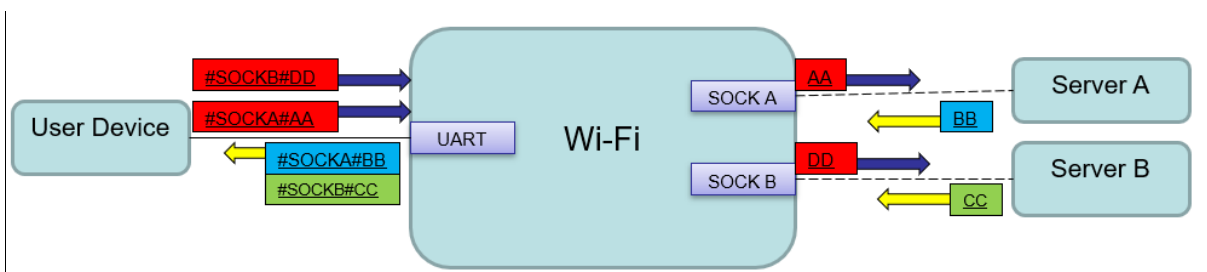 #SOCKB#DD
#SOCKA#AA
User Device
#SOCKA#BB
#SOCKB#CC
UART
Wi-Fi
SOCK A
SOCK B
AA
BB
DD
CC
Server A
Server B